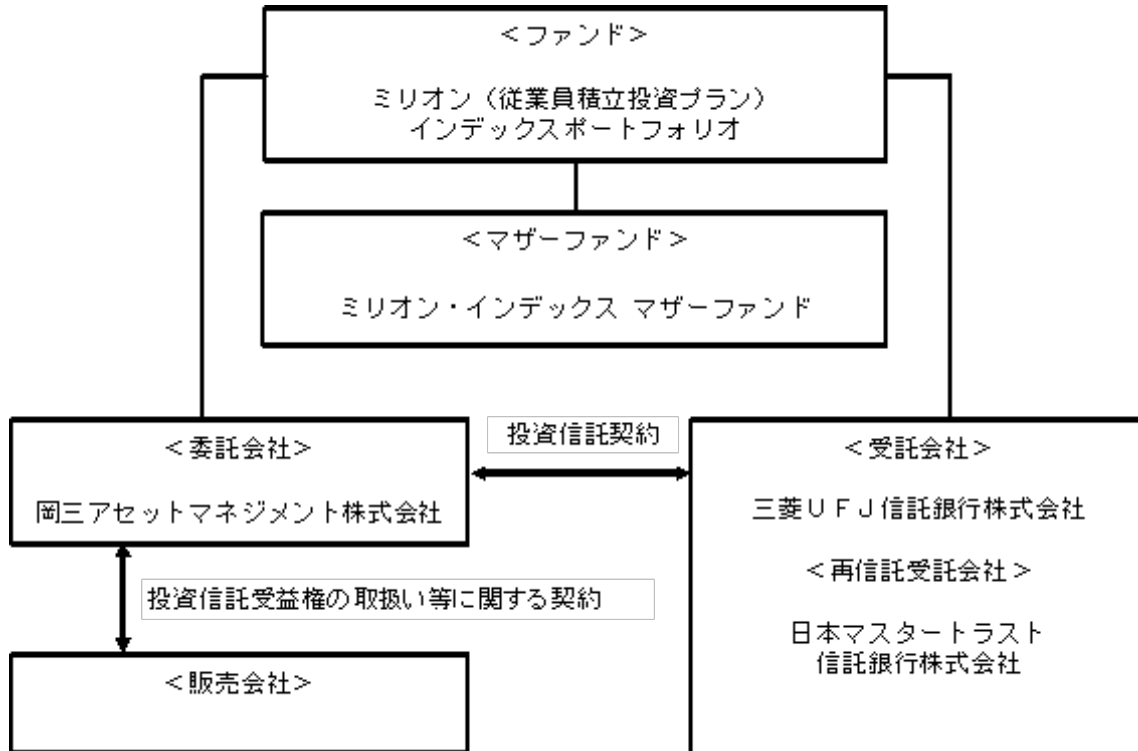 ＜ファンド＞
ミリオン（従業員積立投資プラン）
インデックスポートフォリオ
＜マザーファンド＞
ミリオン・インデックス マザーファンド
＜委託会社＞
岡三アセットマネジメント株式会社
投資信託契約
＜受託会社＞
三菱ＵＦＪ信託銀行株式会社
＜再信託受託会社＞
日本マスタートラスト
信託銀行株式会社
投資信託受益権の取扱い等に関する契約
＜販売会社＞